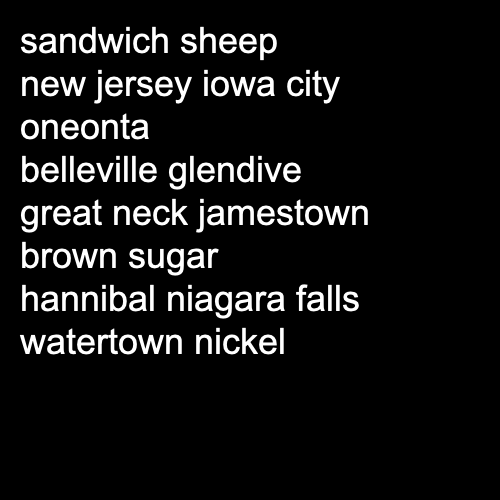 sandwich sheep
new jersey iowa city
oneonta
belleville glendive
great neck jamestown
brown sugar
hannibal niagara falls
watertown nickel